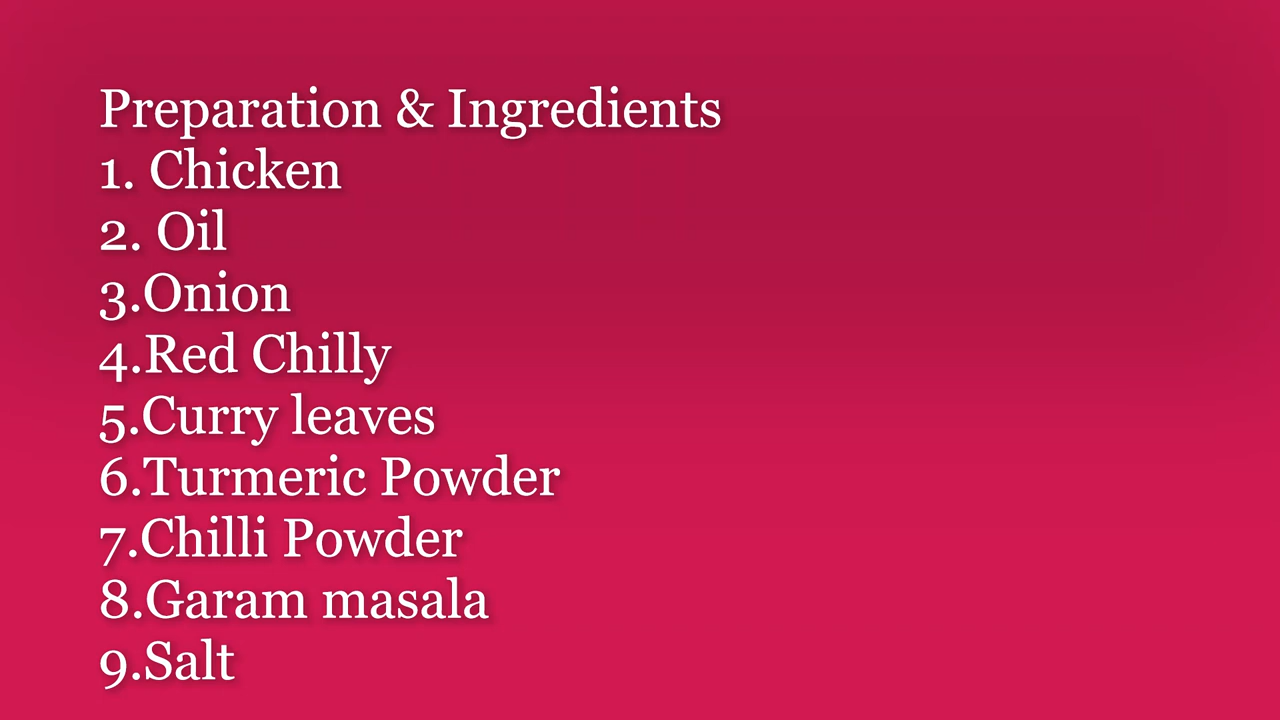 Preparation & Ingredients
1. Chicken
2. Oil
3.Onion
4.Red Chilly
5.Curry leaves
6.Turmeric Powder
7.Chilli Powder
8.Garam masala
9.Salt